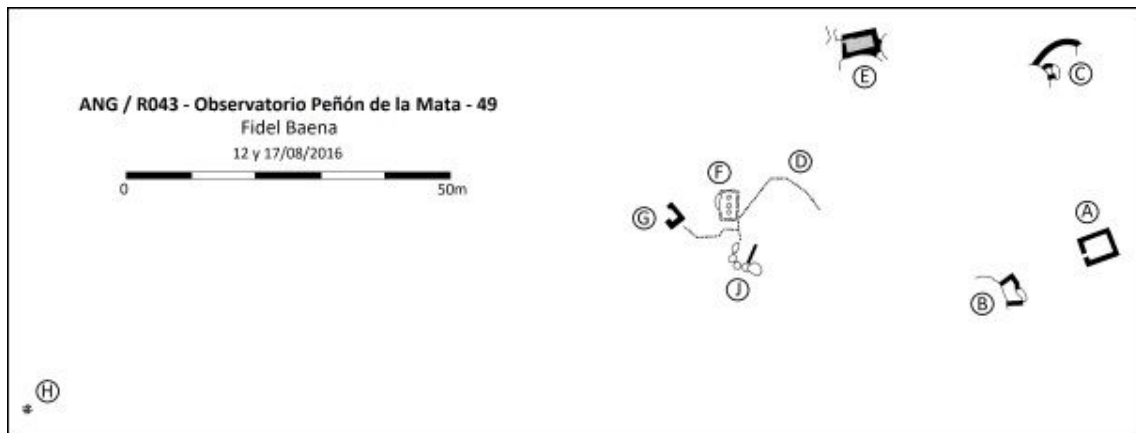 ANG / R043 - Observatorio Peñón de la Mata - 49
Fidel Baena
12 y 17/08/2016
0 50m
E
C
F
D
G
A
J
B
H